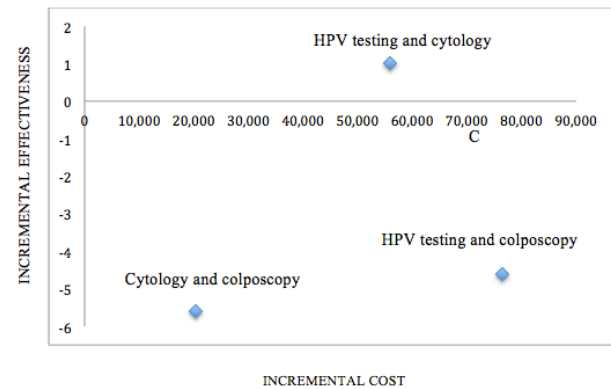 2
HPV testing and cytology
1
0
0 10,000 20,000 30,000 40,000 50,000 60,000 70,000 80,000 90,000
C
-1
-2
-3
HPV testing and colposcopy
-4
Cytology and colposcopy
-5
-6
INCREMENTAL EFFECTIVENESS
INCREMENTAL COST